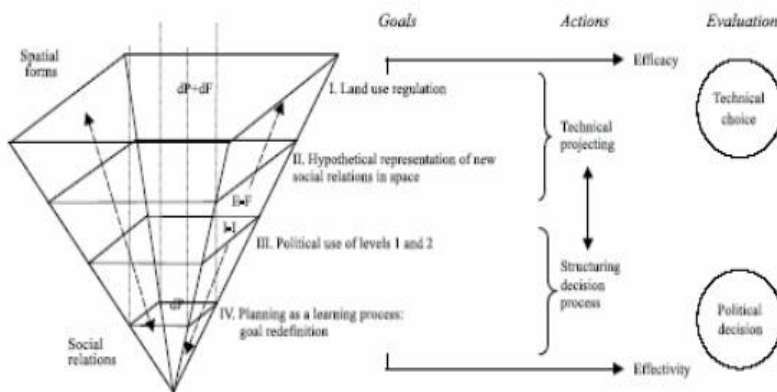 Goals Actions Evaluation
Spatial
forms
Efficacy
dP÷dF
I. Land use regulation
Technical
choice
Technical
projecting
II. Hypothetical representation of new
social relations in space
E•F
I•I
III. Political use of levels 1 and 2
Structuring
decision
process
dP
IV. Planning as a learning process:
goal redefinition
Political
decision
Social
relations
Effectivity